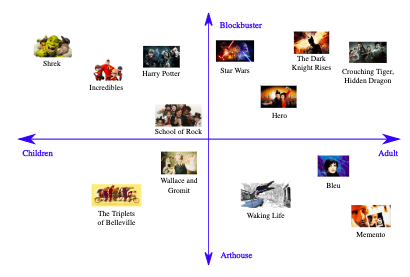 Blockbuster
Shrek
Incredibles
Harry Potter
Star Wars
The Dark
Knight Rises
Crouching Tiger,
Hidden Dragon
Hero
School of Rock
Children
Adult
Wallace and
Gromit
The Triplets
of Belleville
Waking Life
Bleu
Memento
Arthouse